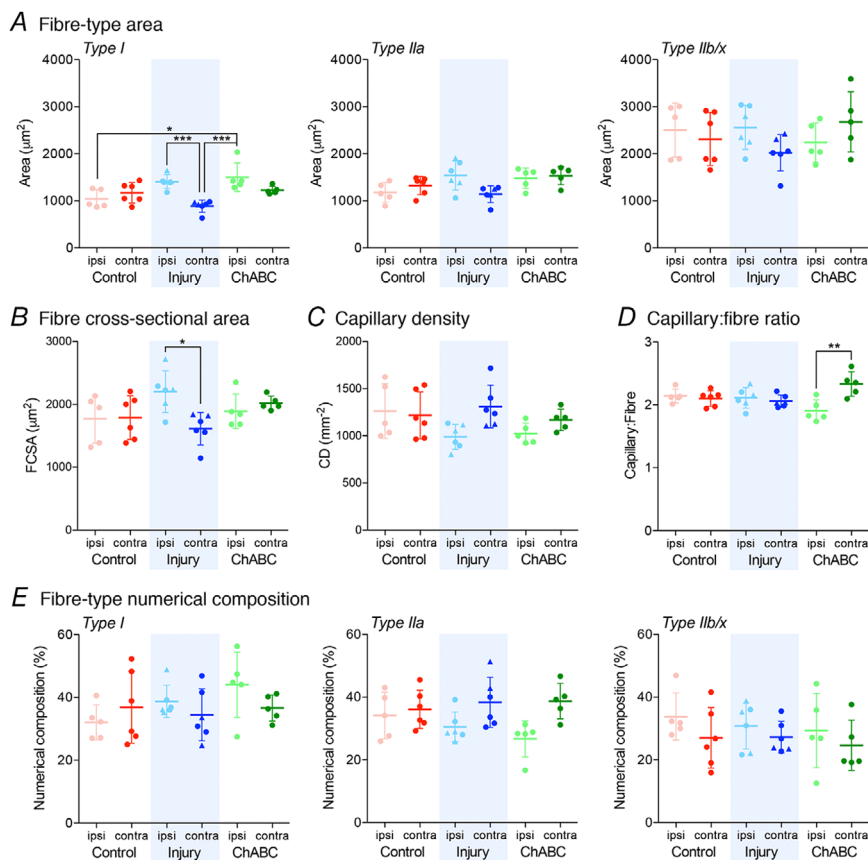 A Fibre-type area
Type I
Type IIa
Type IIb/x
Area (μm²)
4000
3000
2000
1000
0
* *** ***
ipsi contra ipsi contra ipsi contra
Control Injury ChABC
Area (μm²)
4000
3000
2000
1000
0
ipsi contra ipsi contra ipsi contra
Control Injury ChABC
Area (μm²)
4000
3000
2000
1000
0
ipsi contra ipsi contra ipsi contra
Control Injury ChABC
B Fibre cross-sectional area
FCSA (μm²)
3000
2000
1000
0
*
ipsi contra ipsi contra ipsi contra
Control Injury ChABC
C Capillary density
CD (mm⁻²)
2000
1500
1000
500
0
ipsi contra ipsi contra ipsi contra
Control Injury ChABC
D Capillary:fibre ratio
Capillary:Fibre
3
2
1
0
**
ipsi contra ipsi contra ipsi contra
Control Injury ChABC
E Fibre-type numerical composition
Type I
Type IIa
Type IIb/x
Numerical composition (%)
60
40
20
0
ipsi contra ipsi contra ipsi contra
Control Injury ChABC
Numerical composition (%)
60
40
20
0
ipsi contra ipsi contra ipsi contra
Control Injury ChABC
Numerical composition (%)
60
40
20
0
ipsi contra ipsi contra ipsi contra
Control Injury ChABC